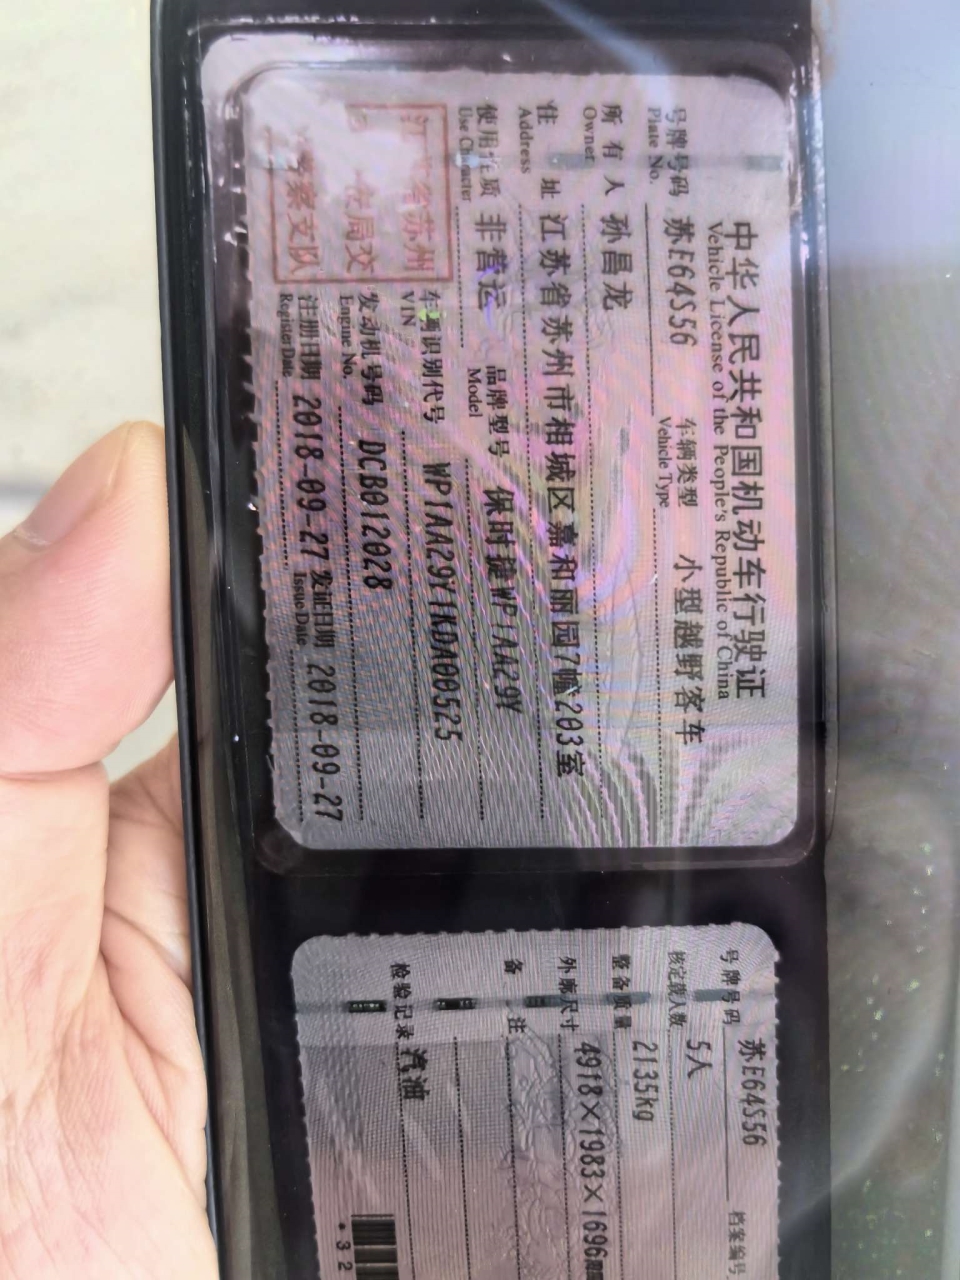 中华人民共和国机动车行驶证
Vehicle License of the People's Republic of China
号牌号码 苏E64S56 车辆类型 小型越野客车
Plate No. Vehicle Type
所有人 孙昌龙
Owner
住址 江苏省苏州市相城区嘉和丽园7幢203室
Address
使用性质 非营运 品牌型号 保时捷WP1AA29Y
Use Character Model
车辆识别代号 WP1AA29Y1KDA00525
VIN
发动机号码 DCB012028
Engine No.
注册日期 2018-09-27 发证日期 2018-09-27
Register Date Issue Date
苏州
局交
警察支队
号牌号码 苏E64S56 档案编号
核定载人数 5人
整备质量 2135kg
外廓尺寸 4918×1983×1696
备注
检验记录 汽油
*32